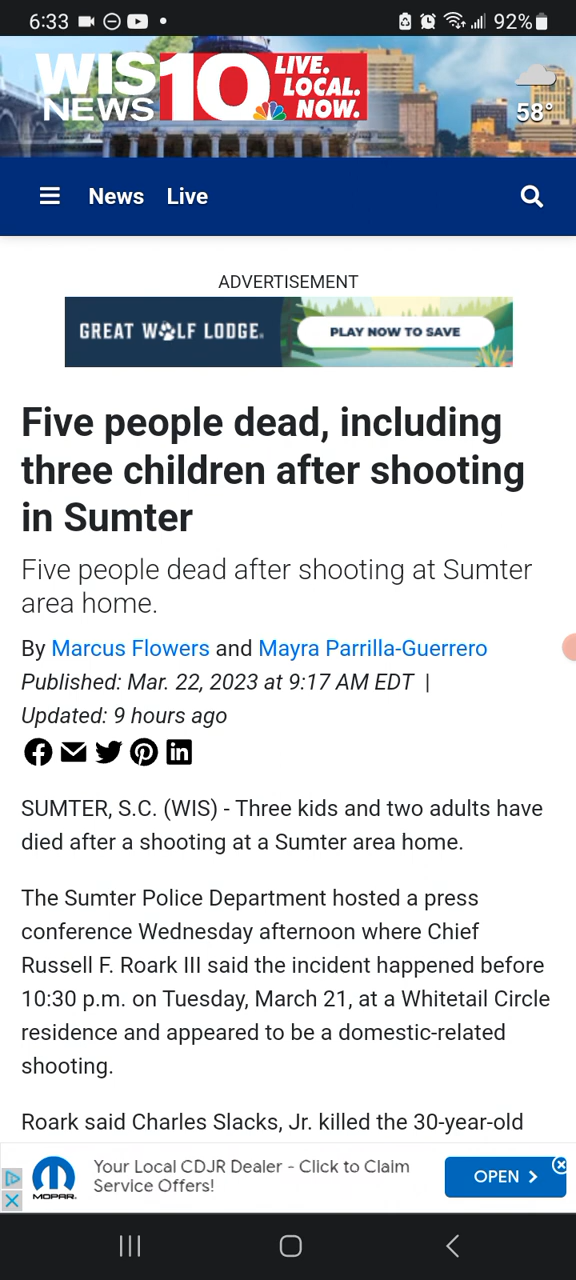 6:33
92%
WIS
NEWS
10
LIVE.
LOCAL.
NOW.
58°
News Live
ADVERTISEMENT
GREAT WOLF LODGE. PLAY NOW TO SAVE
Five people dead, including
three children after shooting
in Sumter
Five people dead after shooting at Sumter
area home.
By Marcus Flowers and Mayra Parrilla-Guerrero
Published: Mar. 22, 2023 at 9:17 AM EDT |
Updated: 9 hours ago
SUMTER, S.C. (WIS) - Three kids and two adults have
died after a shooting at a Sumter area home.
The Sumter Police Department hosted a press
conference Wednesday afternoon where Chief
Russell F. Roark III said the incident happened before
10:30 p.m. on Tuesday, March 21, at a Whitetail Circle
residence and appeared to be a domestic-related
shooting.
Roark said Charles Slacks, Jr. killed the 30-year-old
MOPAR.
Your Local CDJR Dealer - Click to Claim
Service Offers!
OPEN